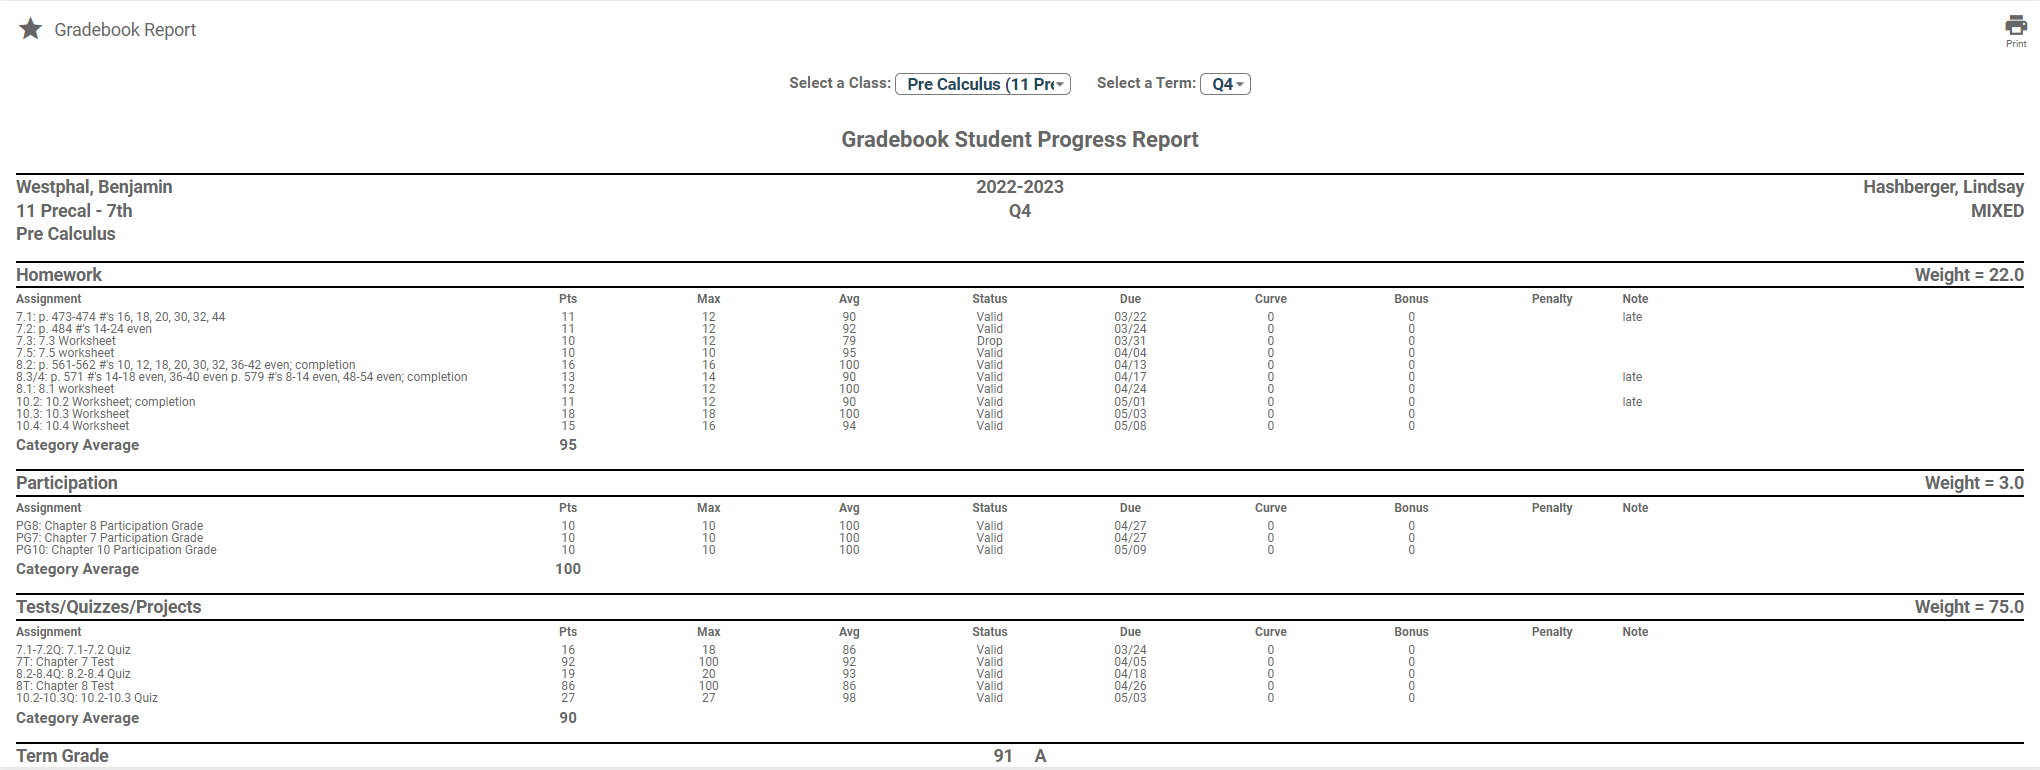 Gradebook Report
Print
Select a Class: Pre Calculus (11 Pre Select a Term: Q4
Gradebook Student Progress Report
Westphal, Benjamin 2022-2023 Hashberger, Lindsay
11 Precal - 7th Q4 MIXED
Pre Calculus
Homework Weight = 22.0
Assignment Pts Max Avg Status Due Curve Bonus Penalty Note
7.1: p. 473-474 #'s 16, 18, 20, 30, 32, 44 11 12 90 Valid 03/22 0 0 late
7.2: p. 484 #'s 14-24 even 11 12 92 Valid 03/24 0 0
7.3: 7.3 Worksheet 10 12 79 Drop 03/31 0 0
7.5: 7.5 worksheet 10 10 95 Valid 04/04 0 0
8.2: p. 561-562 #'s 10, 12, 18, 20, 30, 32, 36-42 even; completion 16 16 100 Valid 04/13 0 0
8.3/4: p. 571 #'s 14-18 even, 36-40 even p. 579 #'s 8-14 even, 48-54 even; completion 13 14 90 Valid 04/17 0 0 late
8.1: 8.1 worksheet 12 12 100 Valid 04/24 0 0
10.2: 10.2 Worksheet; completion 11 12 90 Valid 05/01 0 0 late
10.3: 10.3 Worksheet 18 18 100 Valid 05/03 0 0
10.4: 10.4 Worksheet 15 16 94 Valid 05/08 0 0
Category Average 95
Participation Weight = 3.0
Assignment Pts Max Avg Status Due Curve Bonus Penalty Note
PG8: Chapter 8 Participation Grade 10 10 100 Valid 04/27 0 0
PG7: Chapter 7 Participation Grade 10 10 100 Valid 04/27 0 0
PG10: Chapter 10 Participation Grade 10 10 100 Valid 05/09 0 0
Category Average 100
Tests/Quizzes/Projects Weight = 75.0
Assignment Pts Max Avg Status Due Curve Bonus Penalty Note
7.1-7.2Q: 7.1-7.2 Quiz 16 18 86 Valid 03/24 0 0
7T: Chapter 7 Test 92 100 92 Valid 04/05 0 0
8.2-8.4Q: 8.2-8.4 Quiz 19 20 93 Valid 04/18 0 0
8T: Chapter 8 Test 86 100 86 Valid 04/26 0 0
10.2-10.3Q: 10.2-10.3 Quiz 27 27 98 Valid 05/03 0 0
Category Average 90
Term Grade 91 A